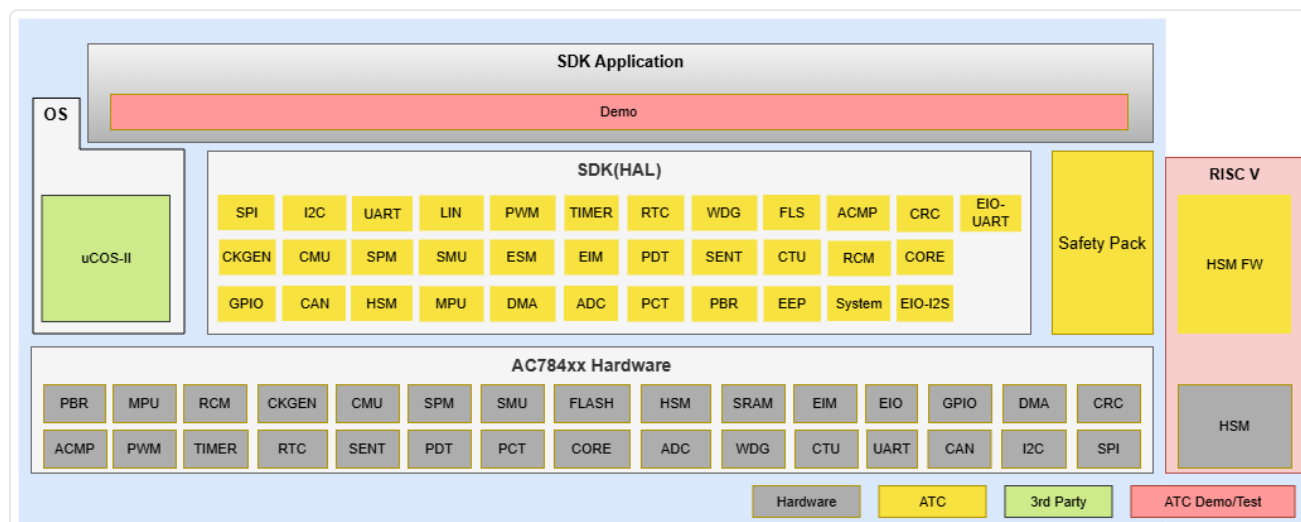 SDK Application
Demo
OS
uCOS-II
SDK(HAL)
SPI I2C UART LIN PWM TIMER RTC WDG FLS ACMP CRC EIO-
UART
CKGEN CMU SPM SMU ESM EIM PDT SENT CTU RCM CORE
GPIO CAN HSM MPU DMA ADC PCT PBR EEP System EIO-I2S
Safety Pack
RISC V
HSM FW
HSM
AC784xx Hardware
PBR MPU RCM CKGEN CMU SPM SMU FLASH HSM SRAM EIM EIO GPIO DMA CRC
ACMP PWM TIMER RTC SENT PDT PCT CORE ADC WDG CTU UART CAN I2C SPI
Hardware ATC 3rd Party ATC Demo/Test